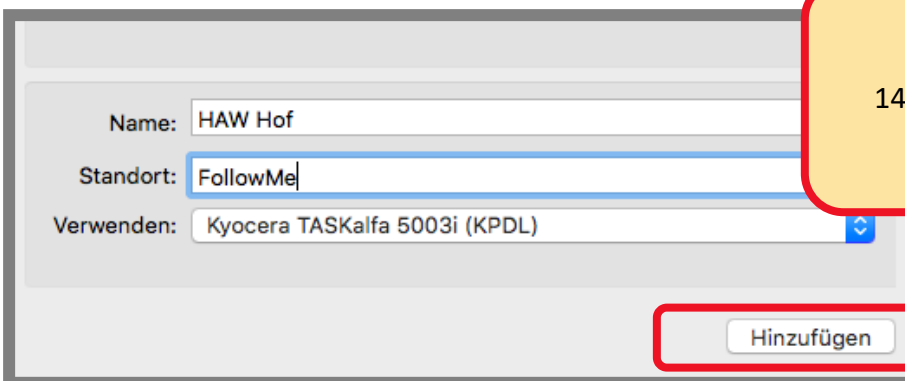 14
Name: HAW Hof
Standort: FollowMe
Verwenden: Kyocera TASKalfa 5003i (KPDL)
Hinzufügen